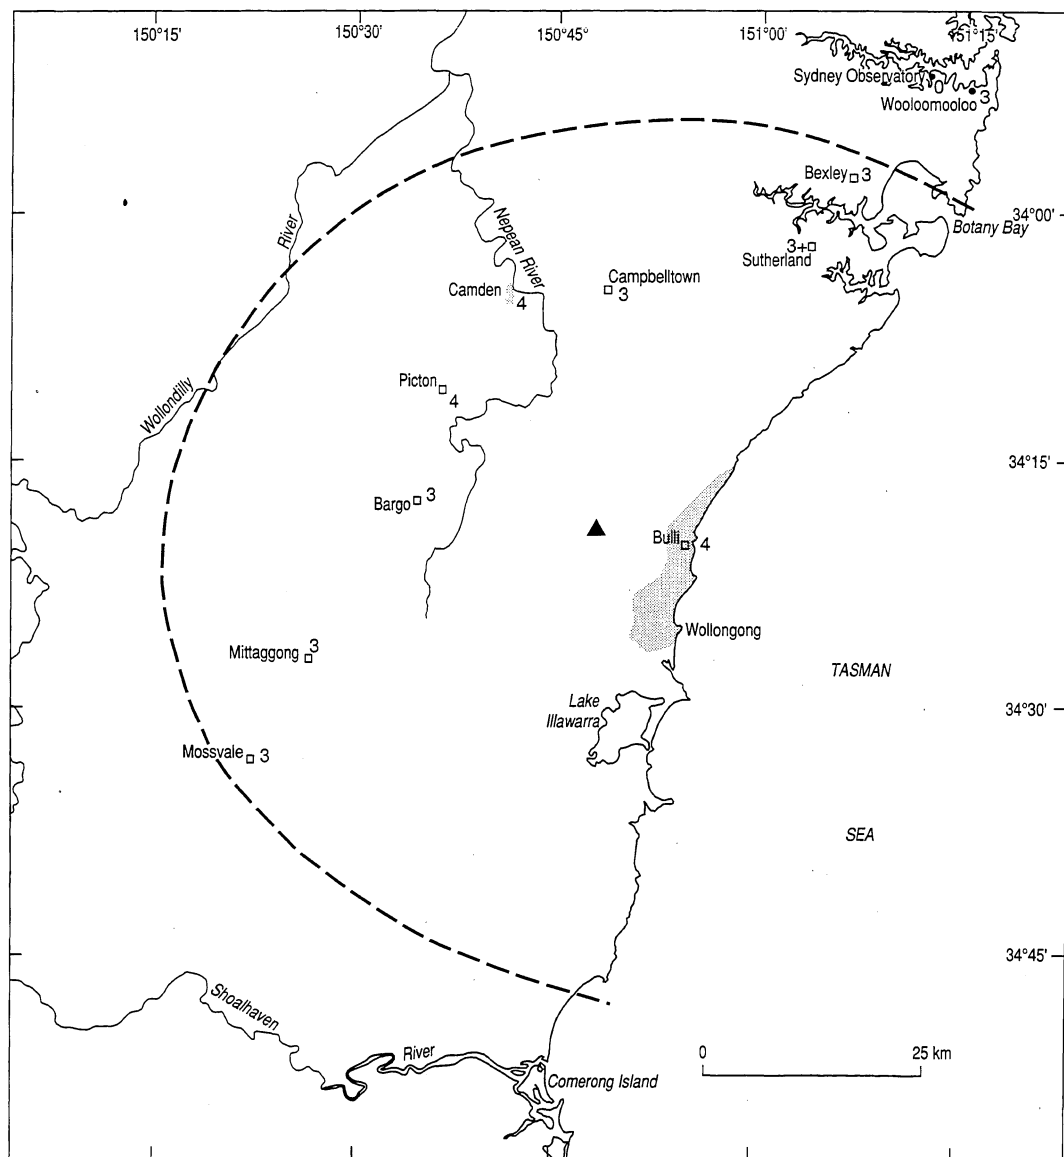 150°15' 150°30' 150°45' 151°00' 151°15'
Sydney Observatory 0
Wooloomooloo 3
Bexley 3
34°00'
Botany Bay
3+
Sutherland
River
Nepean River
Camden 4
Campbelltown
3
Picton
4
Wollondilly
34°15'
Bargo 3
Bulli 4
Wollongong
Mittaggong 3
TASMAN
Lake
Illawarra
34°30'
Mossvale 3
SEA
34°45'
Shoalhaven
River
0 25 km
Comerong Island